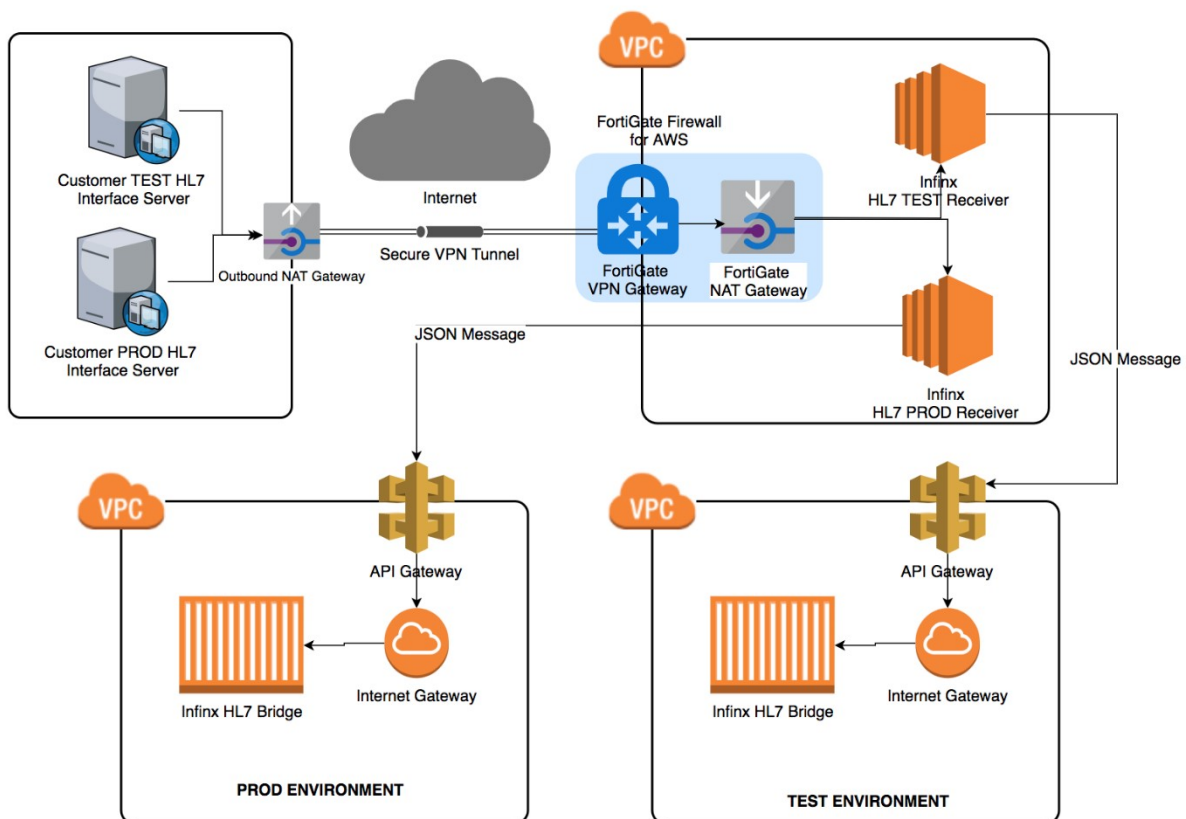 VPC
FortiGate Firewall
for AWS
Customer TEST HL7
Interface Server
Internet
Infinx
HL7 TEST Receiver
Secure VPN Tunnel
Outbound NAT Gateway
FortiGate
VPN Gateway
FortiGate
NAT Gateway
Customer PROD HL7
Interface Server
JSON Message
JSON Message
Infinx
HL7 PROD Receiver
VPC
VPC
API Gateway
API Gateway
Internet Gateway
Infinx HL7 Bridge
Internet Gateway
Infinx HL7 Bridge
PROD ENVIRONMENT
TEST ENVIRONMENT